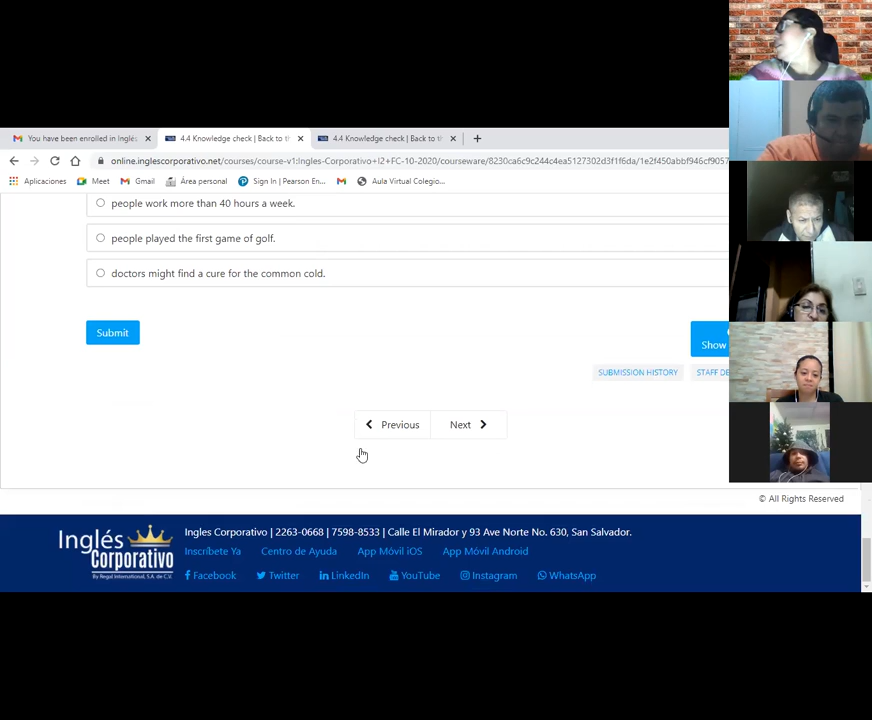 You have been enrolled in Inglés
4.4 Knowledge check | Back to th
4.4 Knowledge check | Back to th
online.inglescorporativo.net/courses/course-v1:Ingles-Corporativo+I2+FC-10-2020/courseware/8230ca6c9c244c4ea5127302d3f1f6da/1e2f450abbf946cf9057
Aplicaciones Meet Gmail Área personal Sign In | Pearson En... Aula Virtual Colegio...
people work more than 40 hours a week.
people played the first game of golf.
doctors might find a cure for the common cold.
Submit
Show
SUBMISSION HISTORY STAFF DE
Previous Next
© All Rights Reserved
Inglés Corporativo
By Regal International, S.A. de C.V.
Ingles Corporativo | 2263-0668 | 7598-8533 | Calle El Mirador y 93 Ave Norte No. 630, San Salvador.
Inscríbete Ya Centro de Ayuda App Móvil iOS App Móvil Android
Facebook Twitter LinkedIn YouTube Instagram WhatsApp